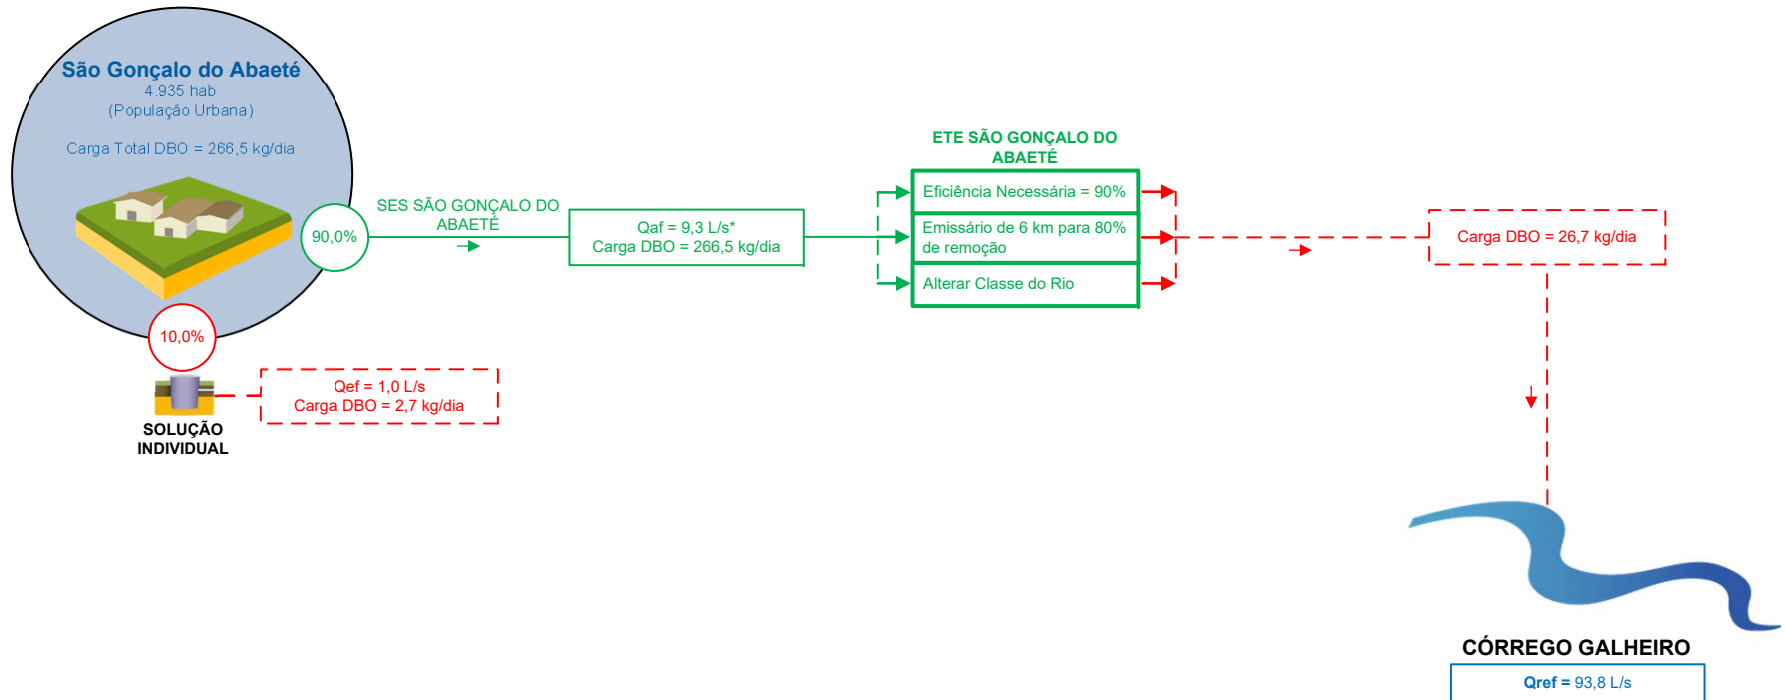 São Gonçalo do Abaeté
4.935 hab
(População Urbana)
Carga Total DBO = 266,5 kg/dia
90,0%
10,0%
SOLUÇÃO
INDIVIDUAL
Qef = 1,0 L/s
Carga DBO = 2,7 kg/dia
SES SÃO GONÇALO DO
ABAETÉ
Qaf = 9,3 L/s*
Carga DBO = 266,5 kg/dia
ETE SÃO GONÇALO DO
ABAETÉ
Eficiência Necessária = 90%
Emissário de 6 km para 80%
de remoção
Alterar Classe do Rio
Carga DBO = 26,7 kg/dia
CÓRREGO GALHEIRO
Qref = 93,8 L/s